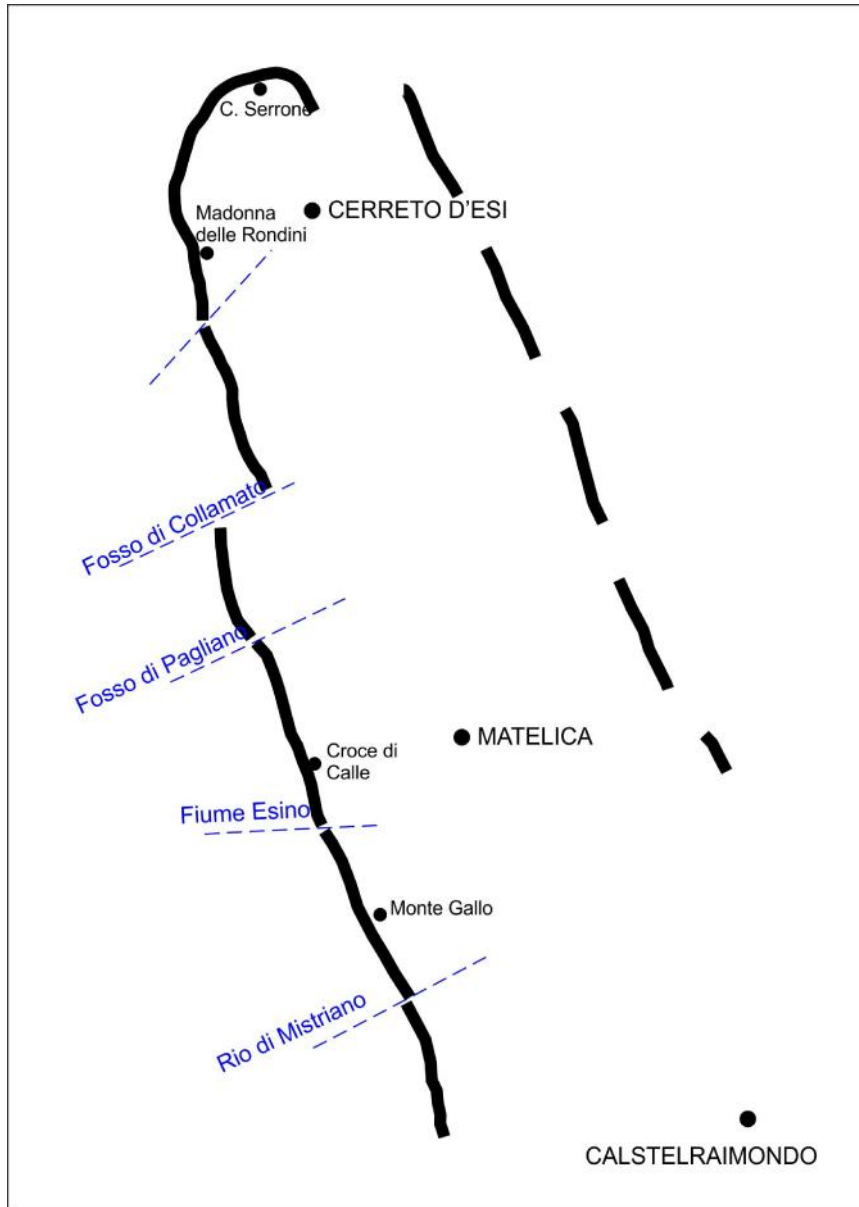 C. Serrone
CERRETO D'ESI
Madonna
delle Rondini
Fosso di Collamato
Fosso di Pagliano
MATELICA
Croce di
Calle
Fiume Esino
Monte Gallo
Rio di Mistriano
CALSTELRAIMONDO